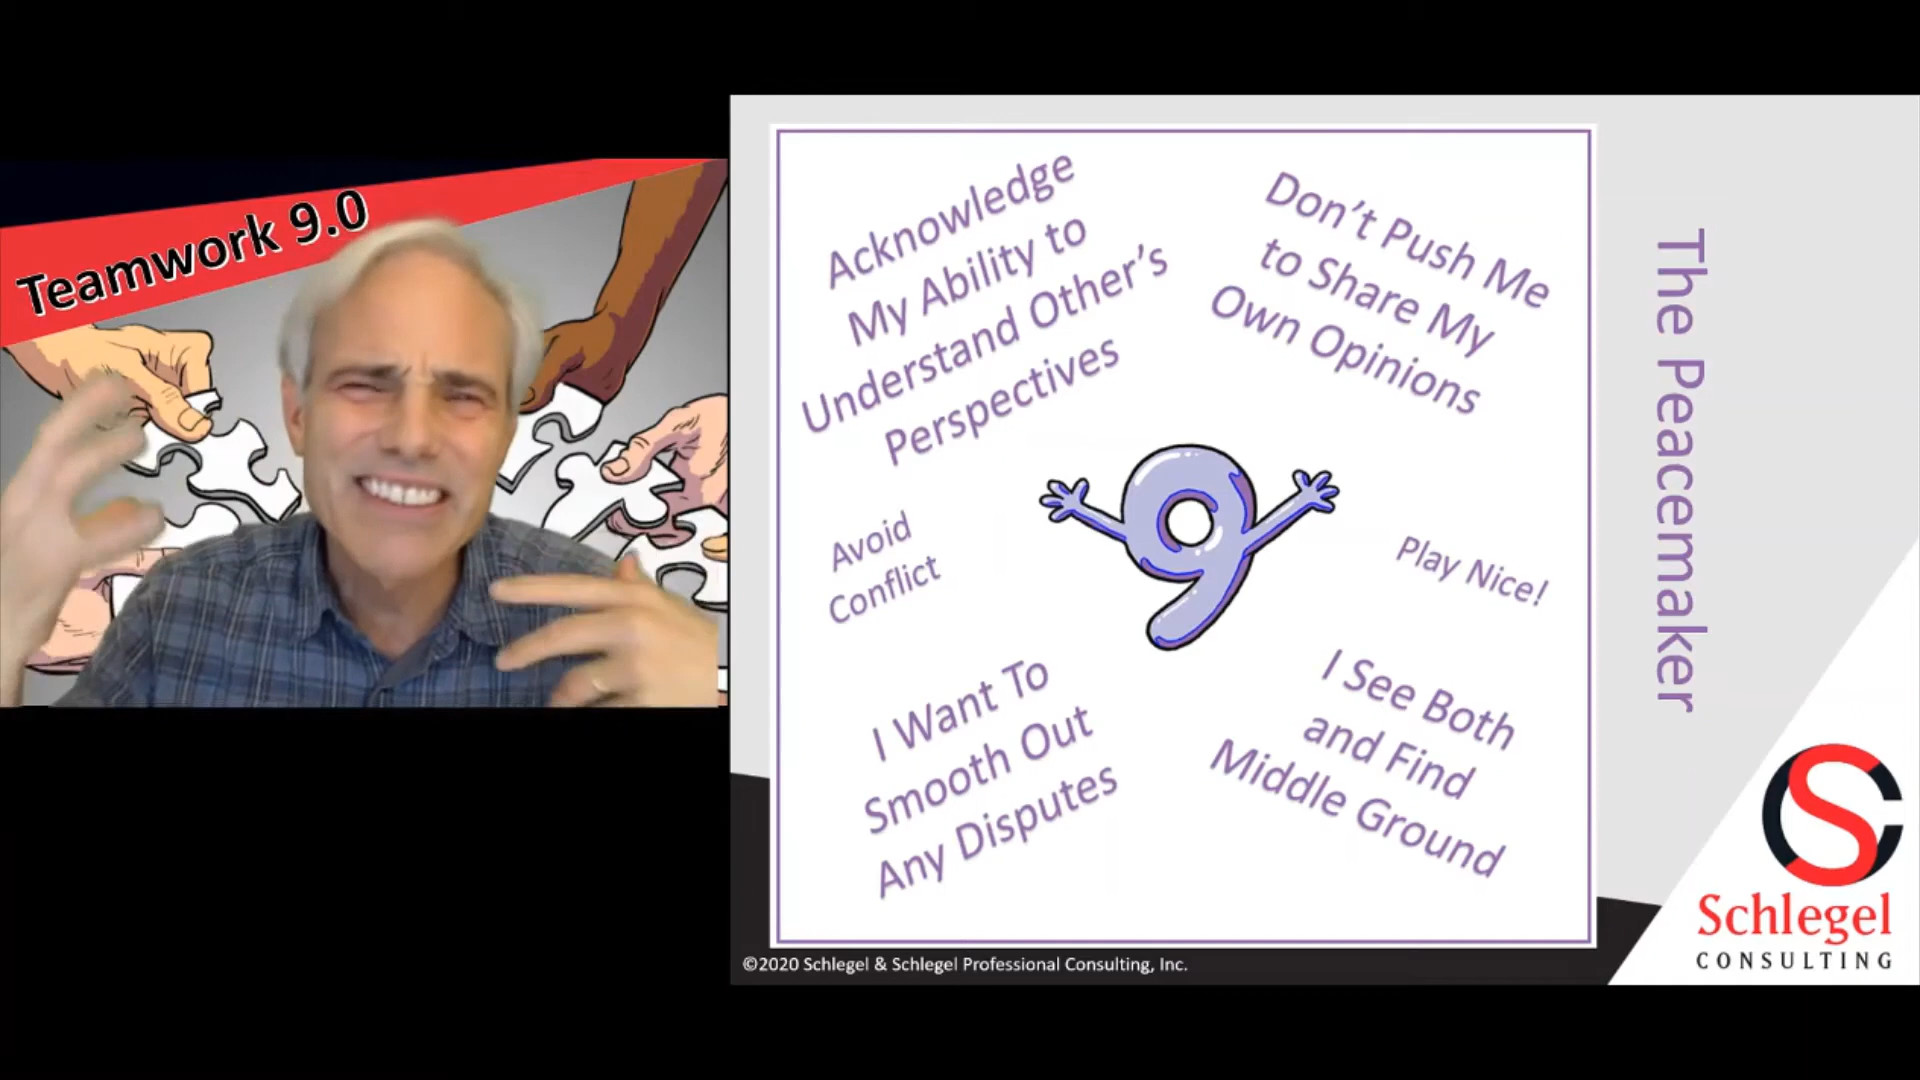 Teamwork 9.0
Acknowledge
My Ability to
Understand Other's
Perspectives
Don't Push Me
to Share My
Own Opinions
Avoid
Conflict
9
Play Nice!
I Want To
Smooth Out
Any Disputes
I See Both
and Find
Middle Ground
The Peacemaker
Schlegel
CONSULTING
©2020 Schlegel & Schlegel Professional Consulting, Inc.